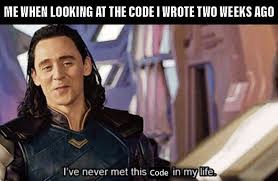 ME WHEN LOOKING AT THE CODE I WROTE TWO WEEKS AGO
I've never met this Code in my life.